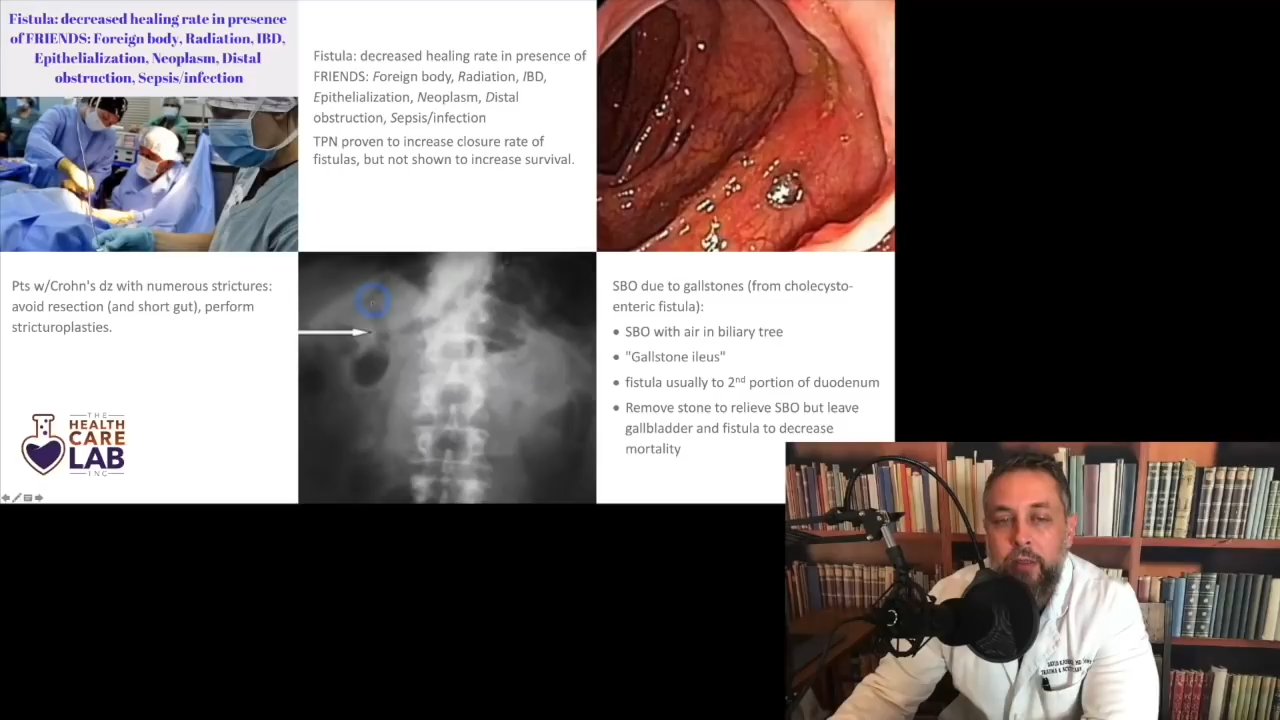 Fistula: decreased healing rate in presence
of FRIENDS: Foreign body, Radiation, IBD,
Epithelialization, Neoplasm, Distal
obstruction, Sepsis/infection
Fistula: decreased healing rate in presence of
FRIENDS: Foreign body, Radiation, IBD,
Epithelialization, Neoplasm, Distal
obstruction, Sepsis/infection
TPN proven to increase closure rate of
fistulas, but not shown to increase survival.
Pts w/Crohn's dz with numerous strictures:
avoid resection (and short gut), perform
stricturoplasties.
THE
HEALTH
CARE
LAB
INC
SBO due to gallstones (from cholecysto-
enteric fistula):
• SBO with air in biliary tree
• "Gallstone ileus"
• fistula usually to 2nd portion of duodenum
• Remove stone to relieve SBO but leave
gallbladder and fistula to decrease
mortality